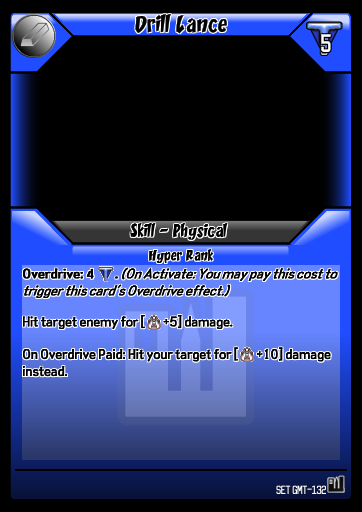 Drill Lance
5
Skill - Physical
Hyper Rank
Overdrive: 4 . (On Activate: You may pay this cost to
trigger this card's Overdrive effect.)
Hit target enemy for [ +5] damage.
On Overdrive Paid: Hit your target for [ +10] damage
instead.
SET GMT-132